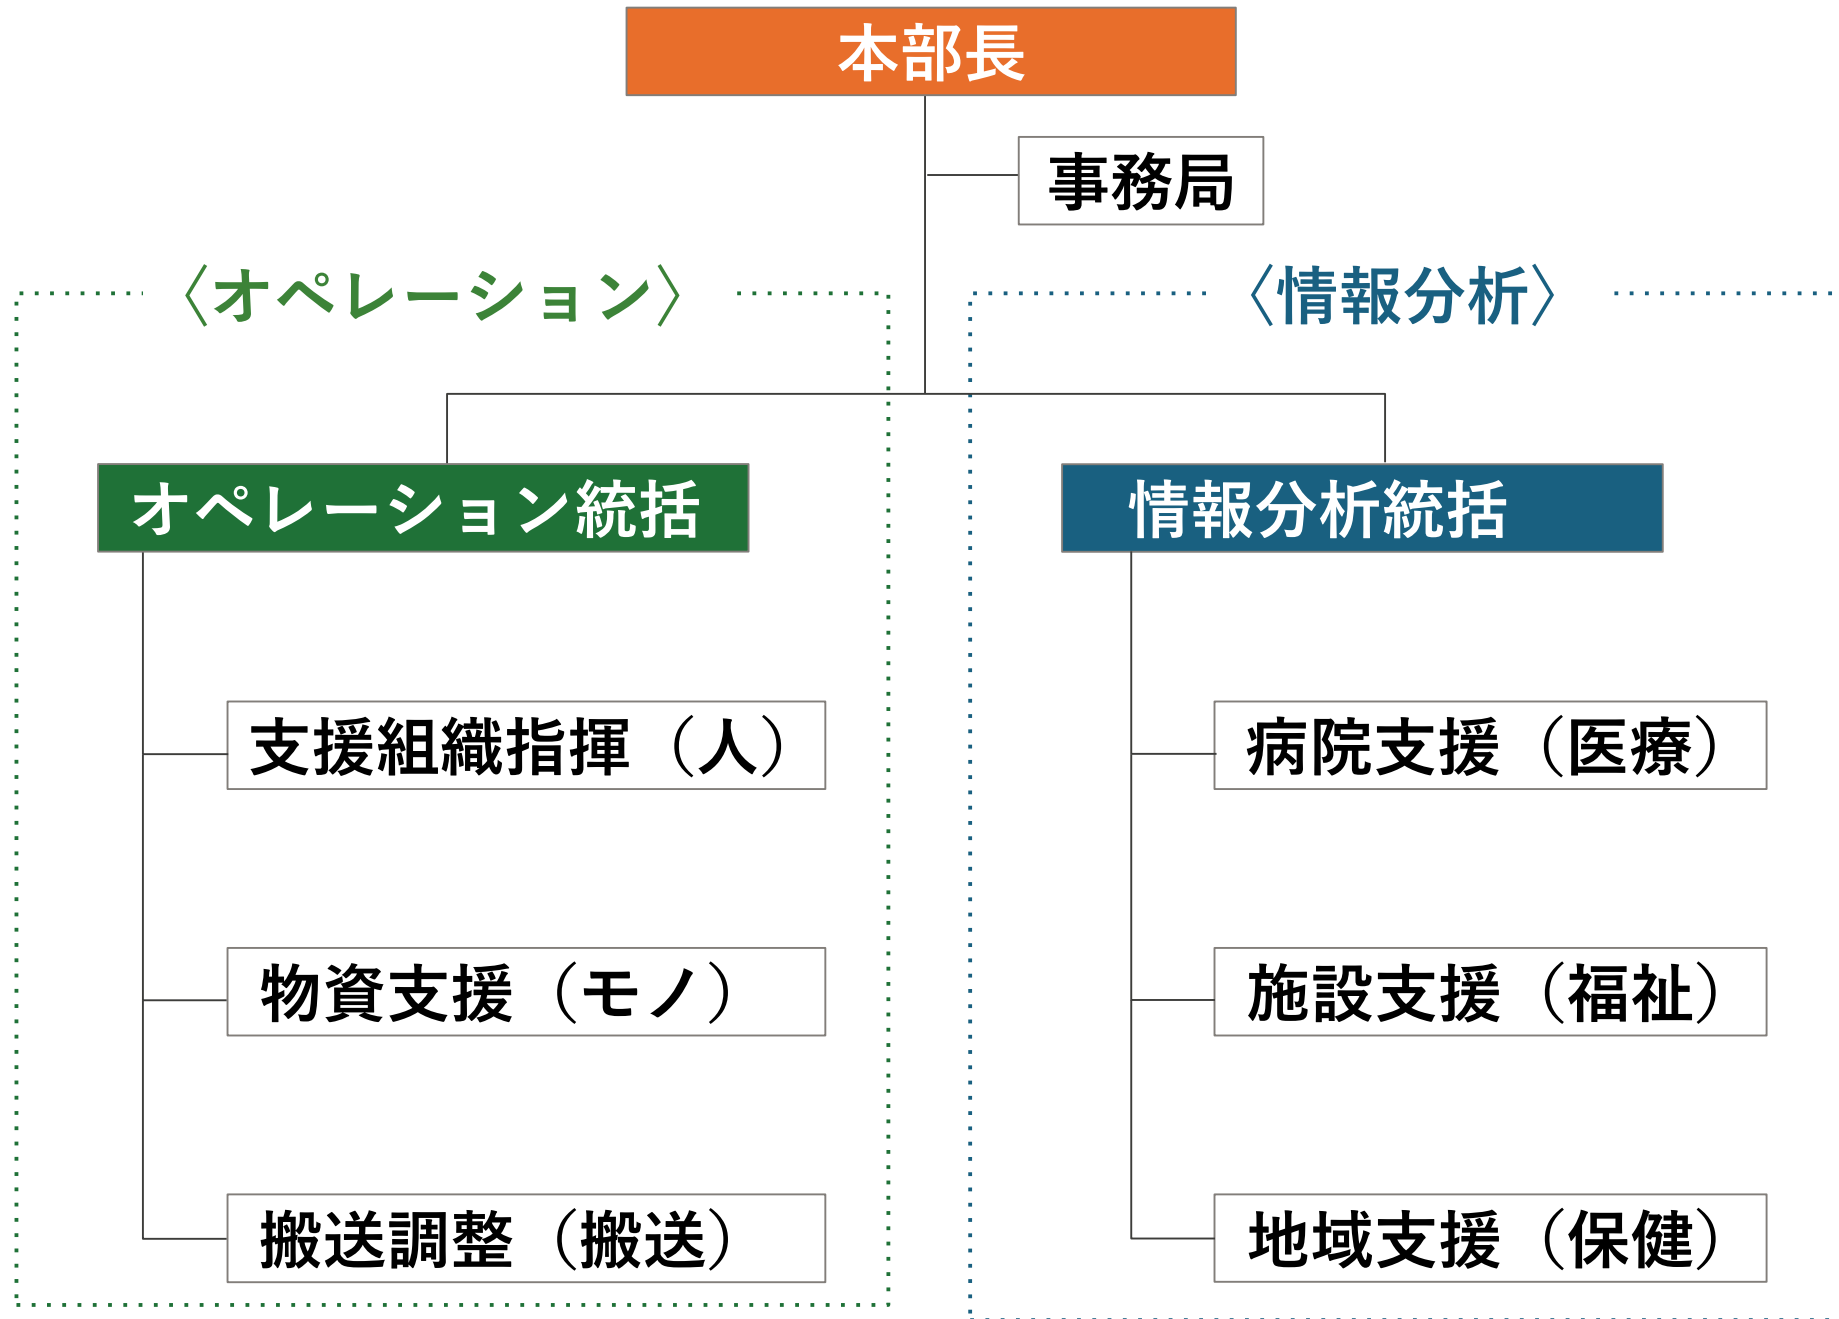 本部長
事務局
〈オペレーション〉
オペレーション統括
支援組織指揮（人）
物資支援（モノ）
搬送調整（搬送）
〈情報分析〉
情報分析統括
病院支援（医療）
施設支援（福祉）
地域支援（保健）